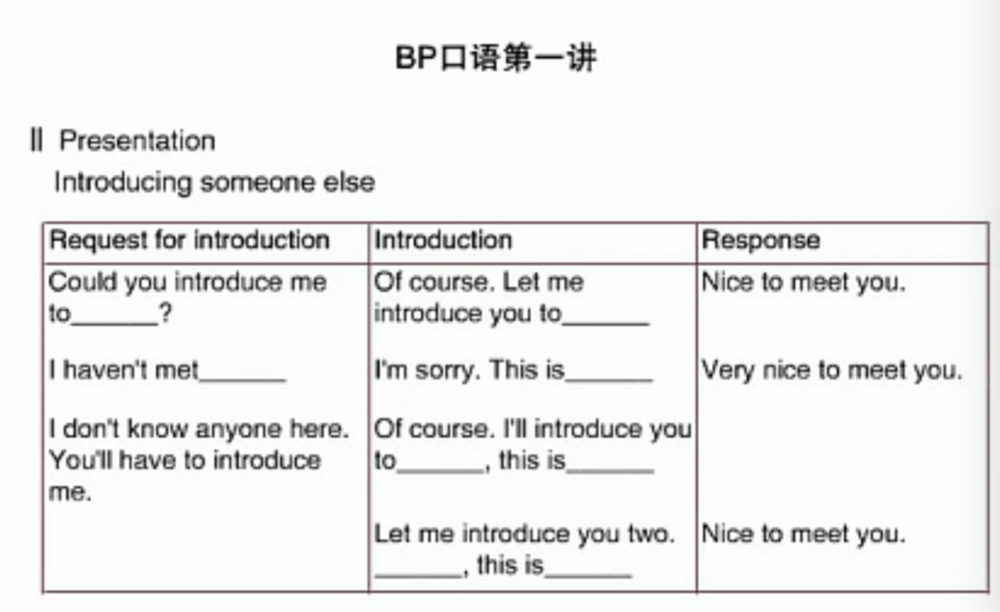 BP口语第一讲
II Presentation
Introducing someone else
Request for introduction
Introduction
Response
Could you introduce me
to______?
I haven't met______
I don't know anyone here.
You'll have to introduce
me.
Of course. Let me
introduce you to______
I'm sorry. This is______
Of course. I'll introduce you
to______, this is______
Let me introduce you two.
______, this is______
Nice to meet you.
Very nice to meet you.
Nice to meet you.